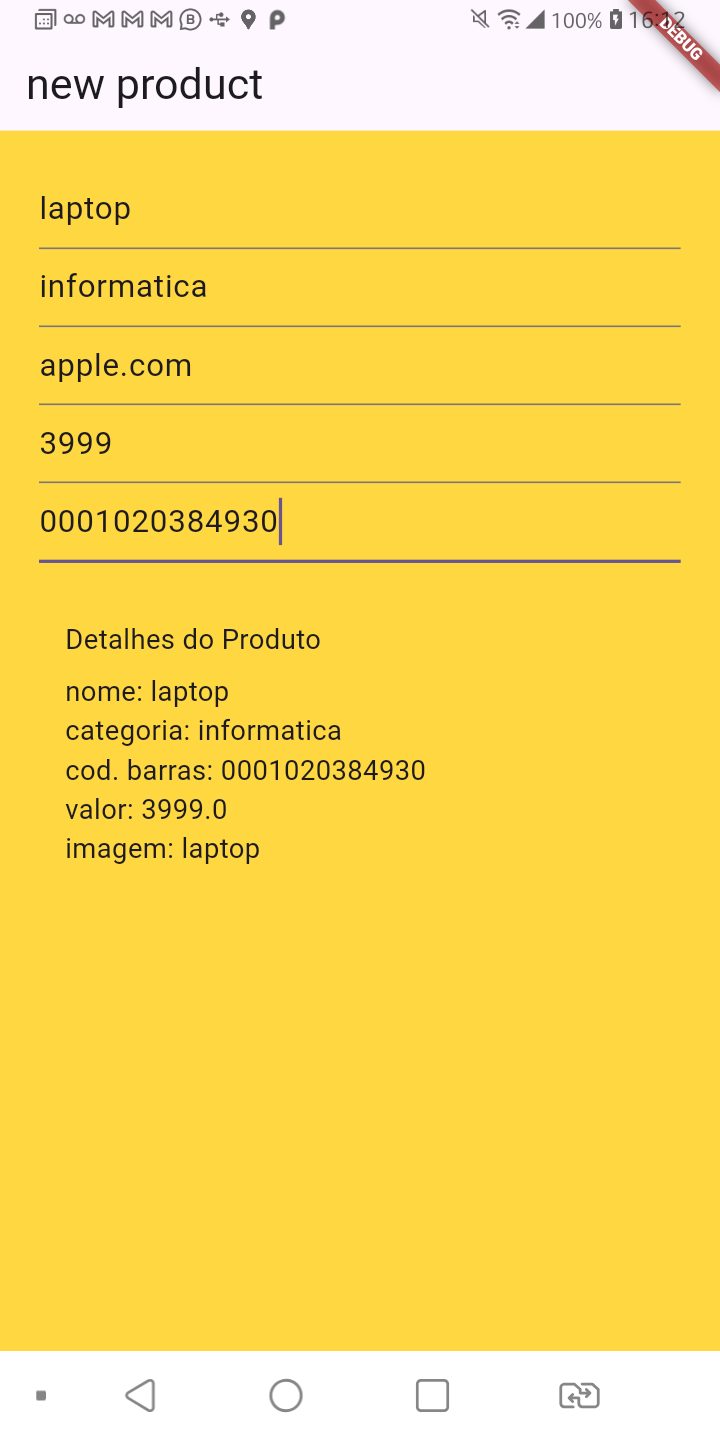 100% 16:12
DEBUG
new product
laptop
informatica
apple.com
3999
0001020384930
Detalhes do Produto
nome: laptop
categoria: informatica
cod. barras: 0001020384930
valor: 3999.0
imagem: laptop